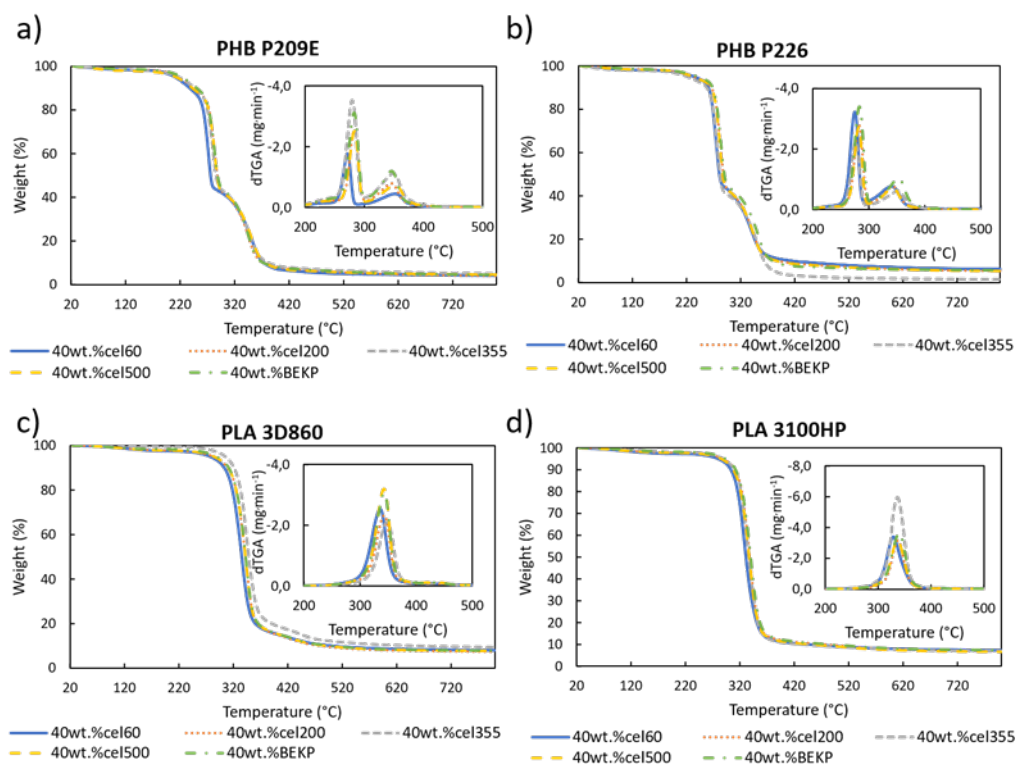 a)
PHB P209E
100
80
60
40
20
0
Weight (%)
20 120 220 320 420 520 620 720
Temperature (°C)
-4,0
-2,0
0,0
dTGA (mg·min⁻¹)
200 300 400 500
Temperature (°C)
40wt.%cel60 40wt.%cel200 40wt.%cel355
40wt.%cel500 40wt.%BEKP
b)
PHB P226
100
90
80
70
60
50
40
30
20
10
0
Weight (%)
20 120 220 320 420 520 620 720
Temperature (°C)
-4,0
-2,0
0,0
dTGA (mg·min⁻¹)
200 300 400 500
Temperature (°C)
40wt.%cel60 40wt.%cel200 40wt.%cel355
40wt.%cel500 40wt.%BEKP
c)
PLA 3D860
100
80
60
40
20
0
Weight (%)
20 120 220 320 420 520 620 720
Temperature (°C)
-4,0
-2,0
0,0
dTGA (mg·min⁻¹)
200 300 400 500
Temperature (°C)
40wt.%cel60 40wt.%cel200 40wt.%cel355
40wt.%cel500 40wt.%BEKP
d)
PLA 3100HP
100
90
80
70
60
50
40
30
20
10
0
Weight (%)
20 120 220 320 420 520 620 720
Temperature (°C)
-8,0
-6,0
-4,0
-2,0
0,0
dTGA (mg·min⁻¹)
200 300 400 500
Temperature (°C)
40wt.%cel60 40wt.%cel200 40wt.%cel355
40wt.%cel500 40wt.%BEKP